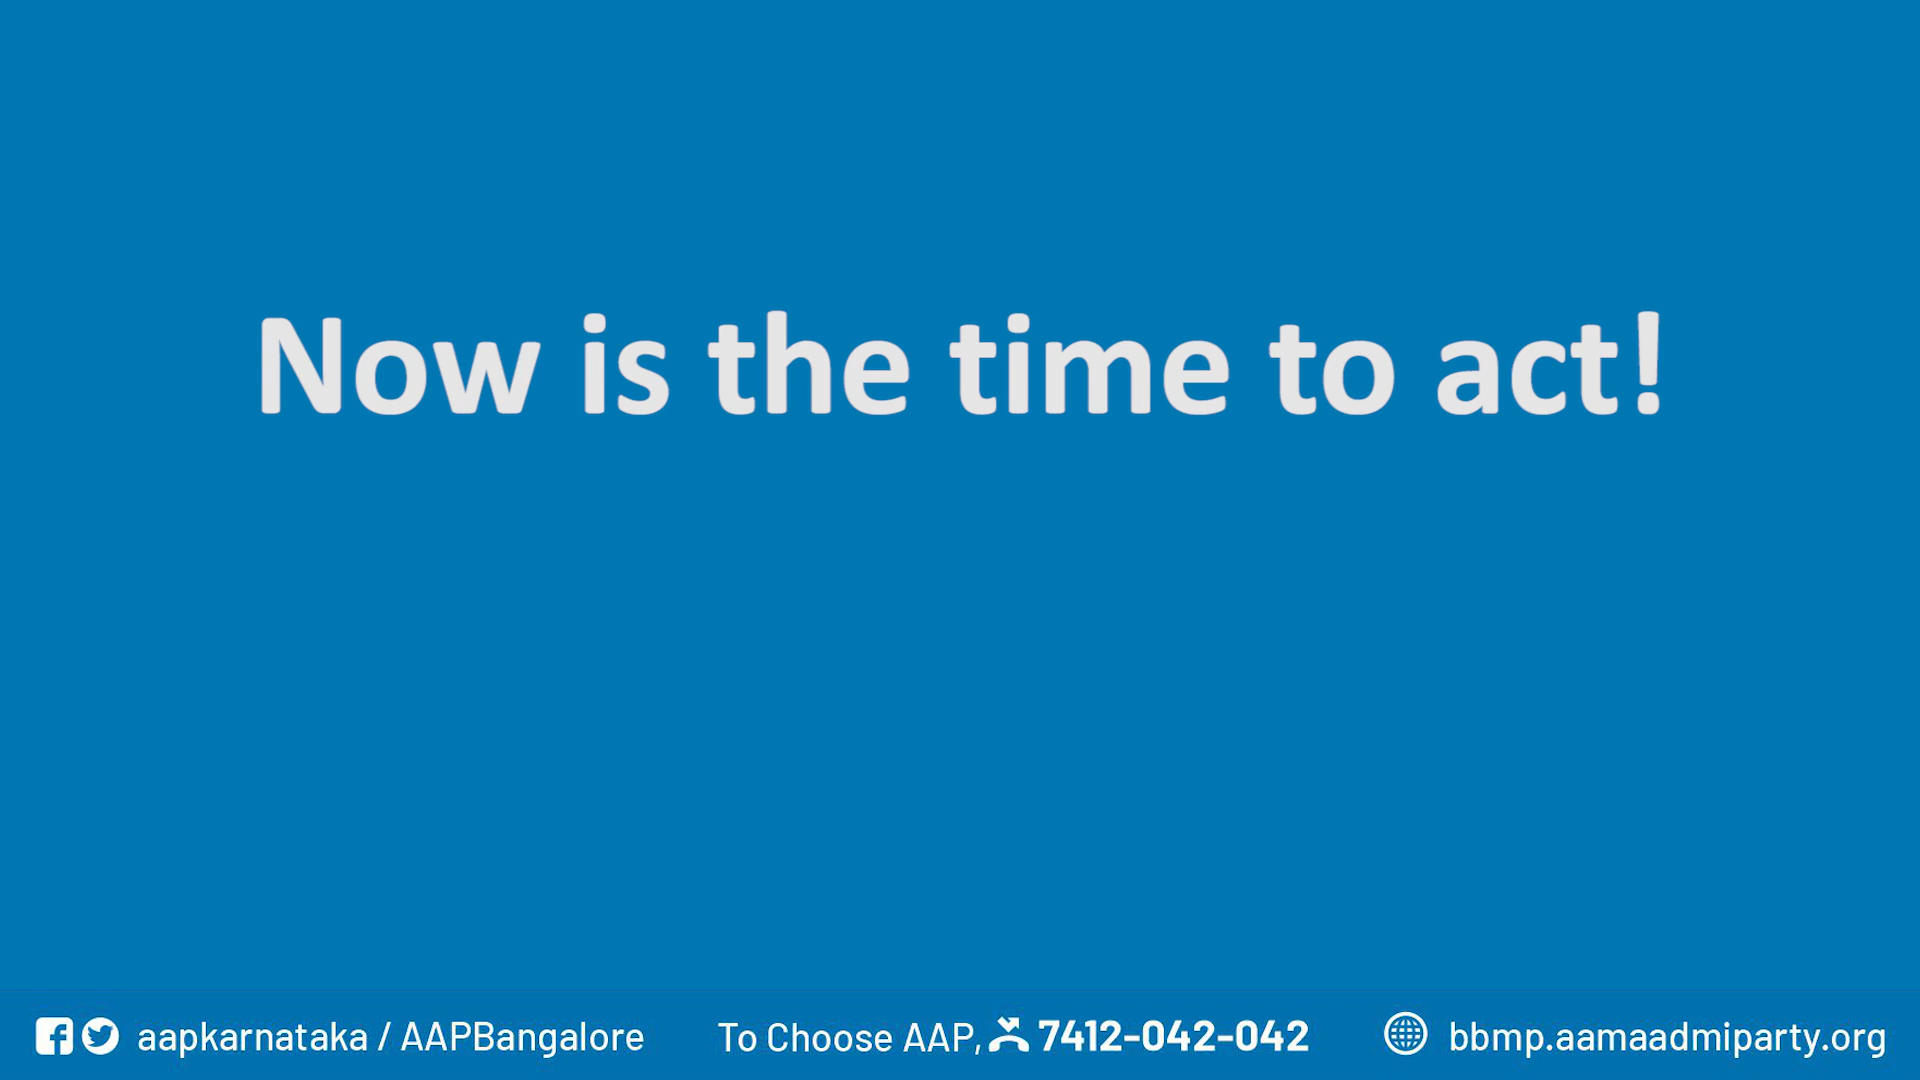 Now is the time to act!
aapkarnataka / AAPBangalore To Choose AAP, 7412-042-042 bbmp.aamaadmiparty.org